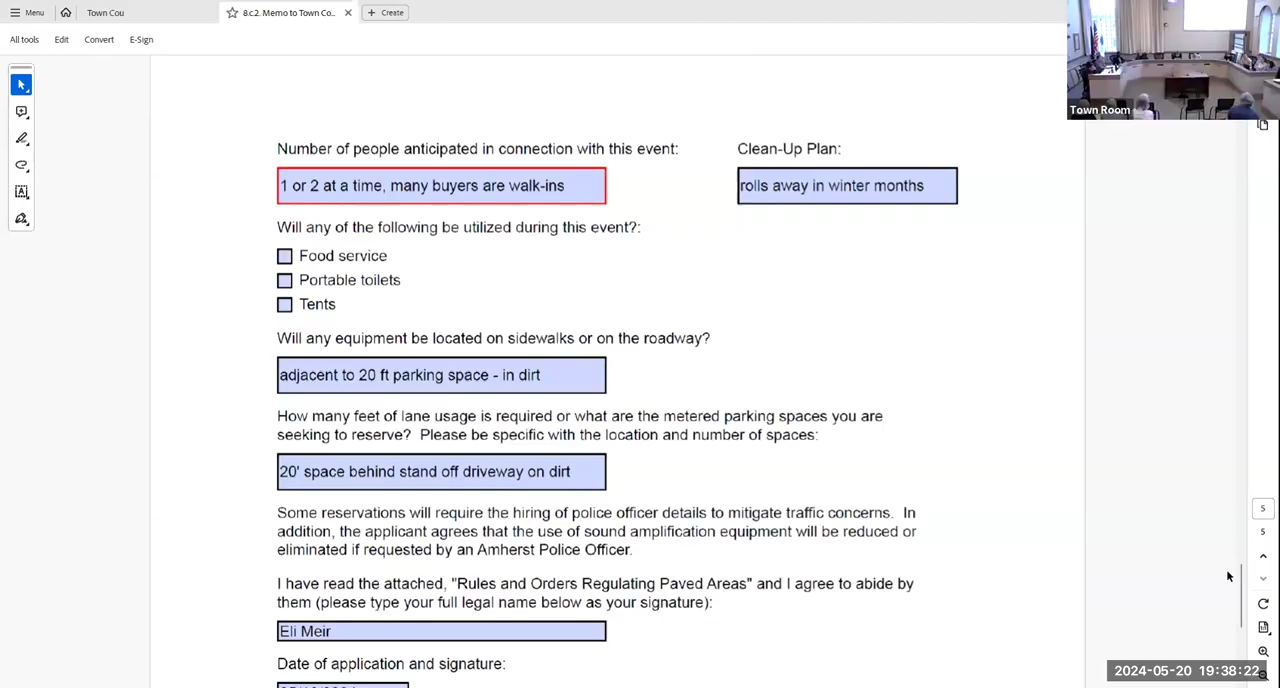 Menu
Town Cou
8.c.2. Memo to Town Co...
Create
All tools
Edit
Convert
E-Sign
Town Room
Number of people anticipated in connection with this event:
Clean-Up Plan:
1 or 2 at a time, many buyers are walk-ins
rolls away in winter months
Will any of the following be utilized during this event?:
Food service
Portable toilets
Tents
Will any equipment be located on sidewalks or on the roadway?
adjacent to 20 ft parking space - in dirt
How many feet of lane usage is required or what are the metered parking spaces you are
seeking to reserve? Please be specific with the location and number of spaces:
20' space behind stand off driveway on dirt
Some reservations will require the hiring of police officer details to mitigate traffic concerns. In
addition, the applicant agrees that the use of sound amplification equipment will be reduced or
eliminated if requested by an Amherst Police Officer.
I have read the attached, "Rules and Orders Regulating Paved Areas" and I agree to abide by
them (please type your full legal name below as your signature):
Eli Meir
Date of application and signature:
5
5
2024-05-20 19:38:22